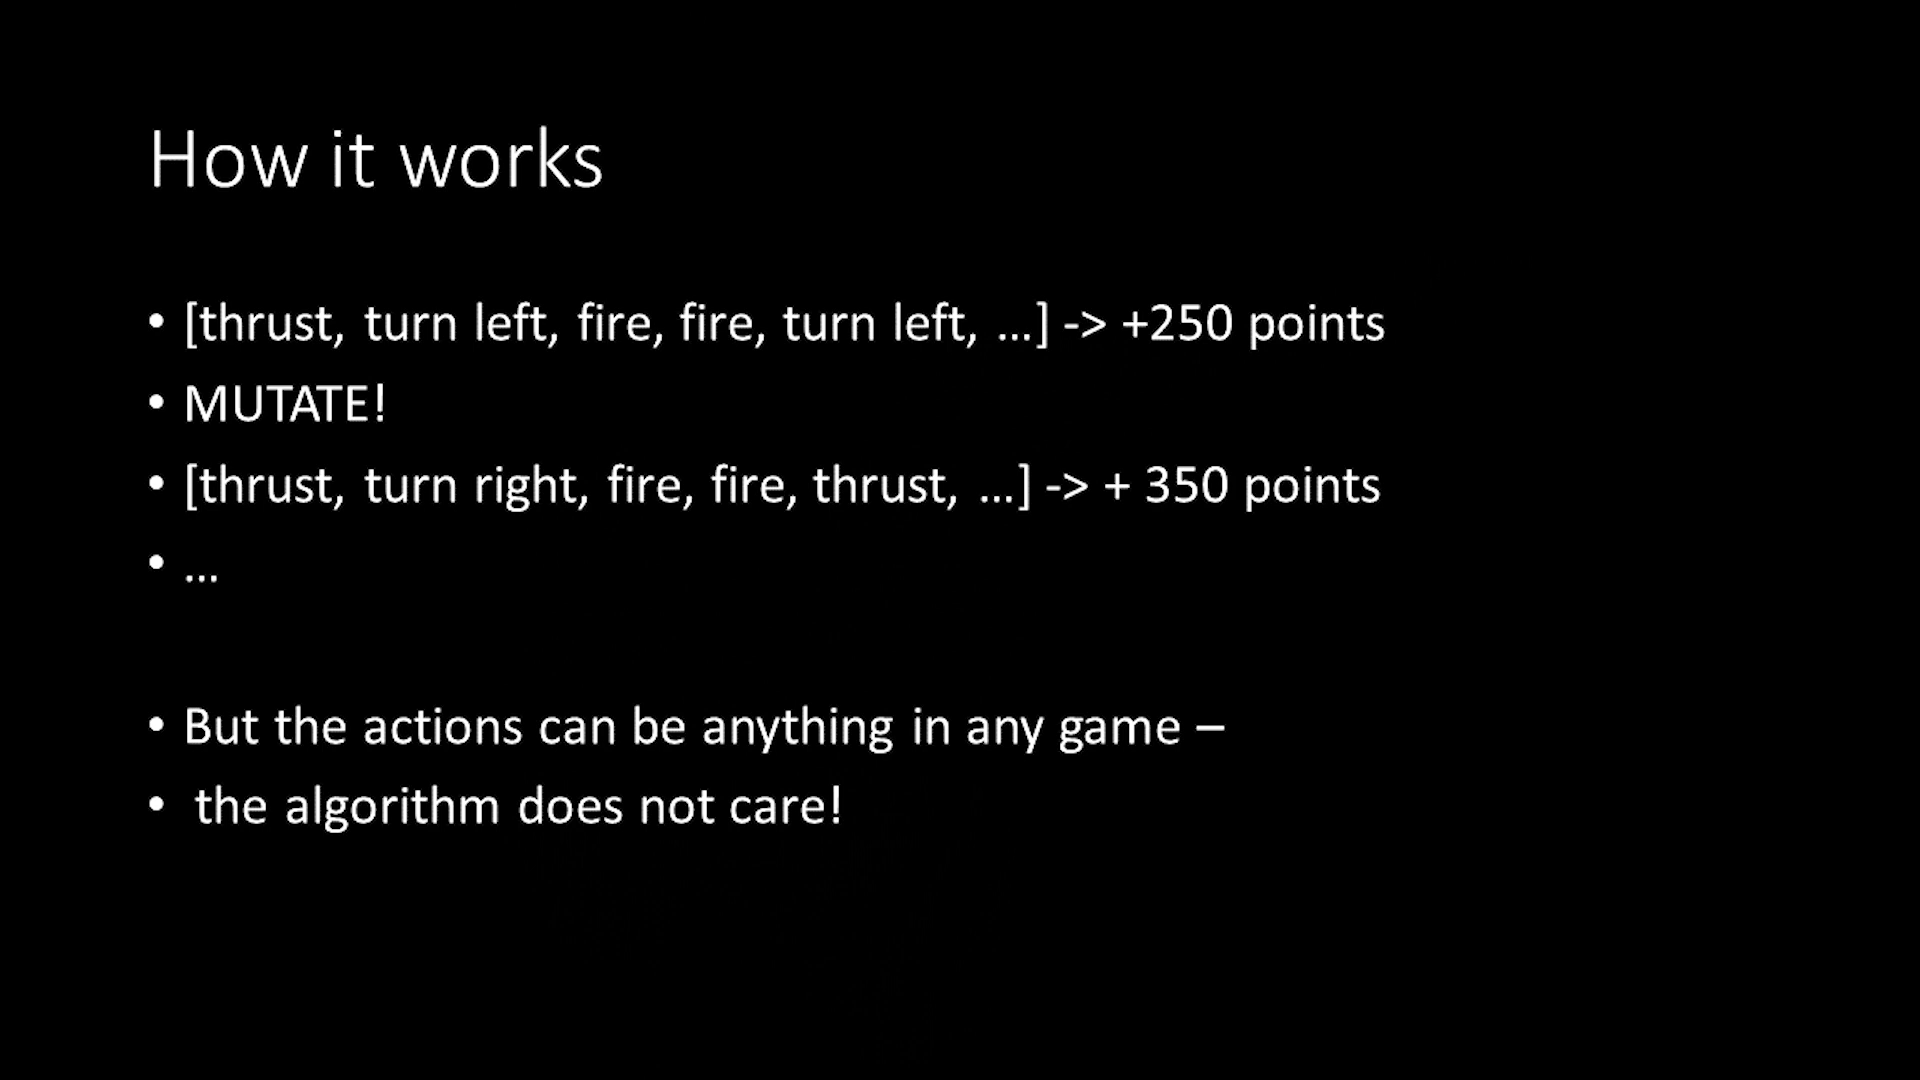 How it works
• [thrust, turn left, fire, fire, turn left, ...] -> +250 points
• MUTATE!
• [thrust, turn right, fire, fire, thrust, ...] -> + 350 points
• ...
• But the actions can be anything in any game –
• the algorithm does not care!